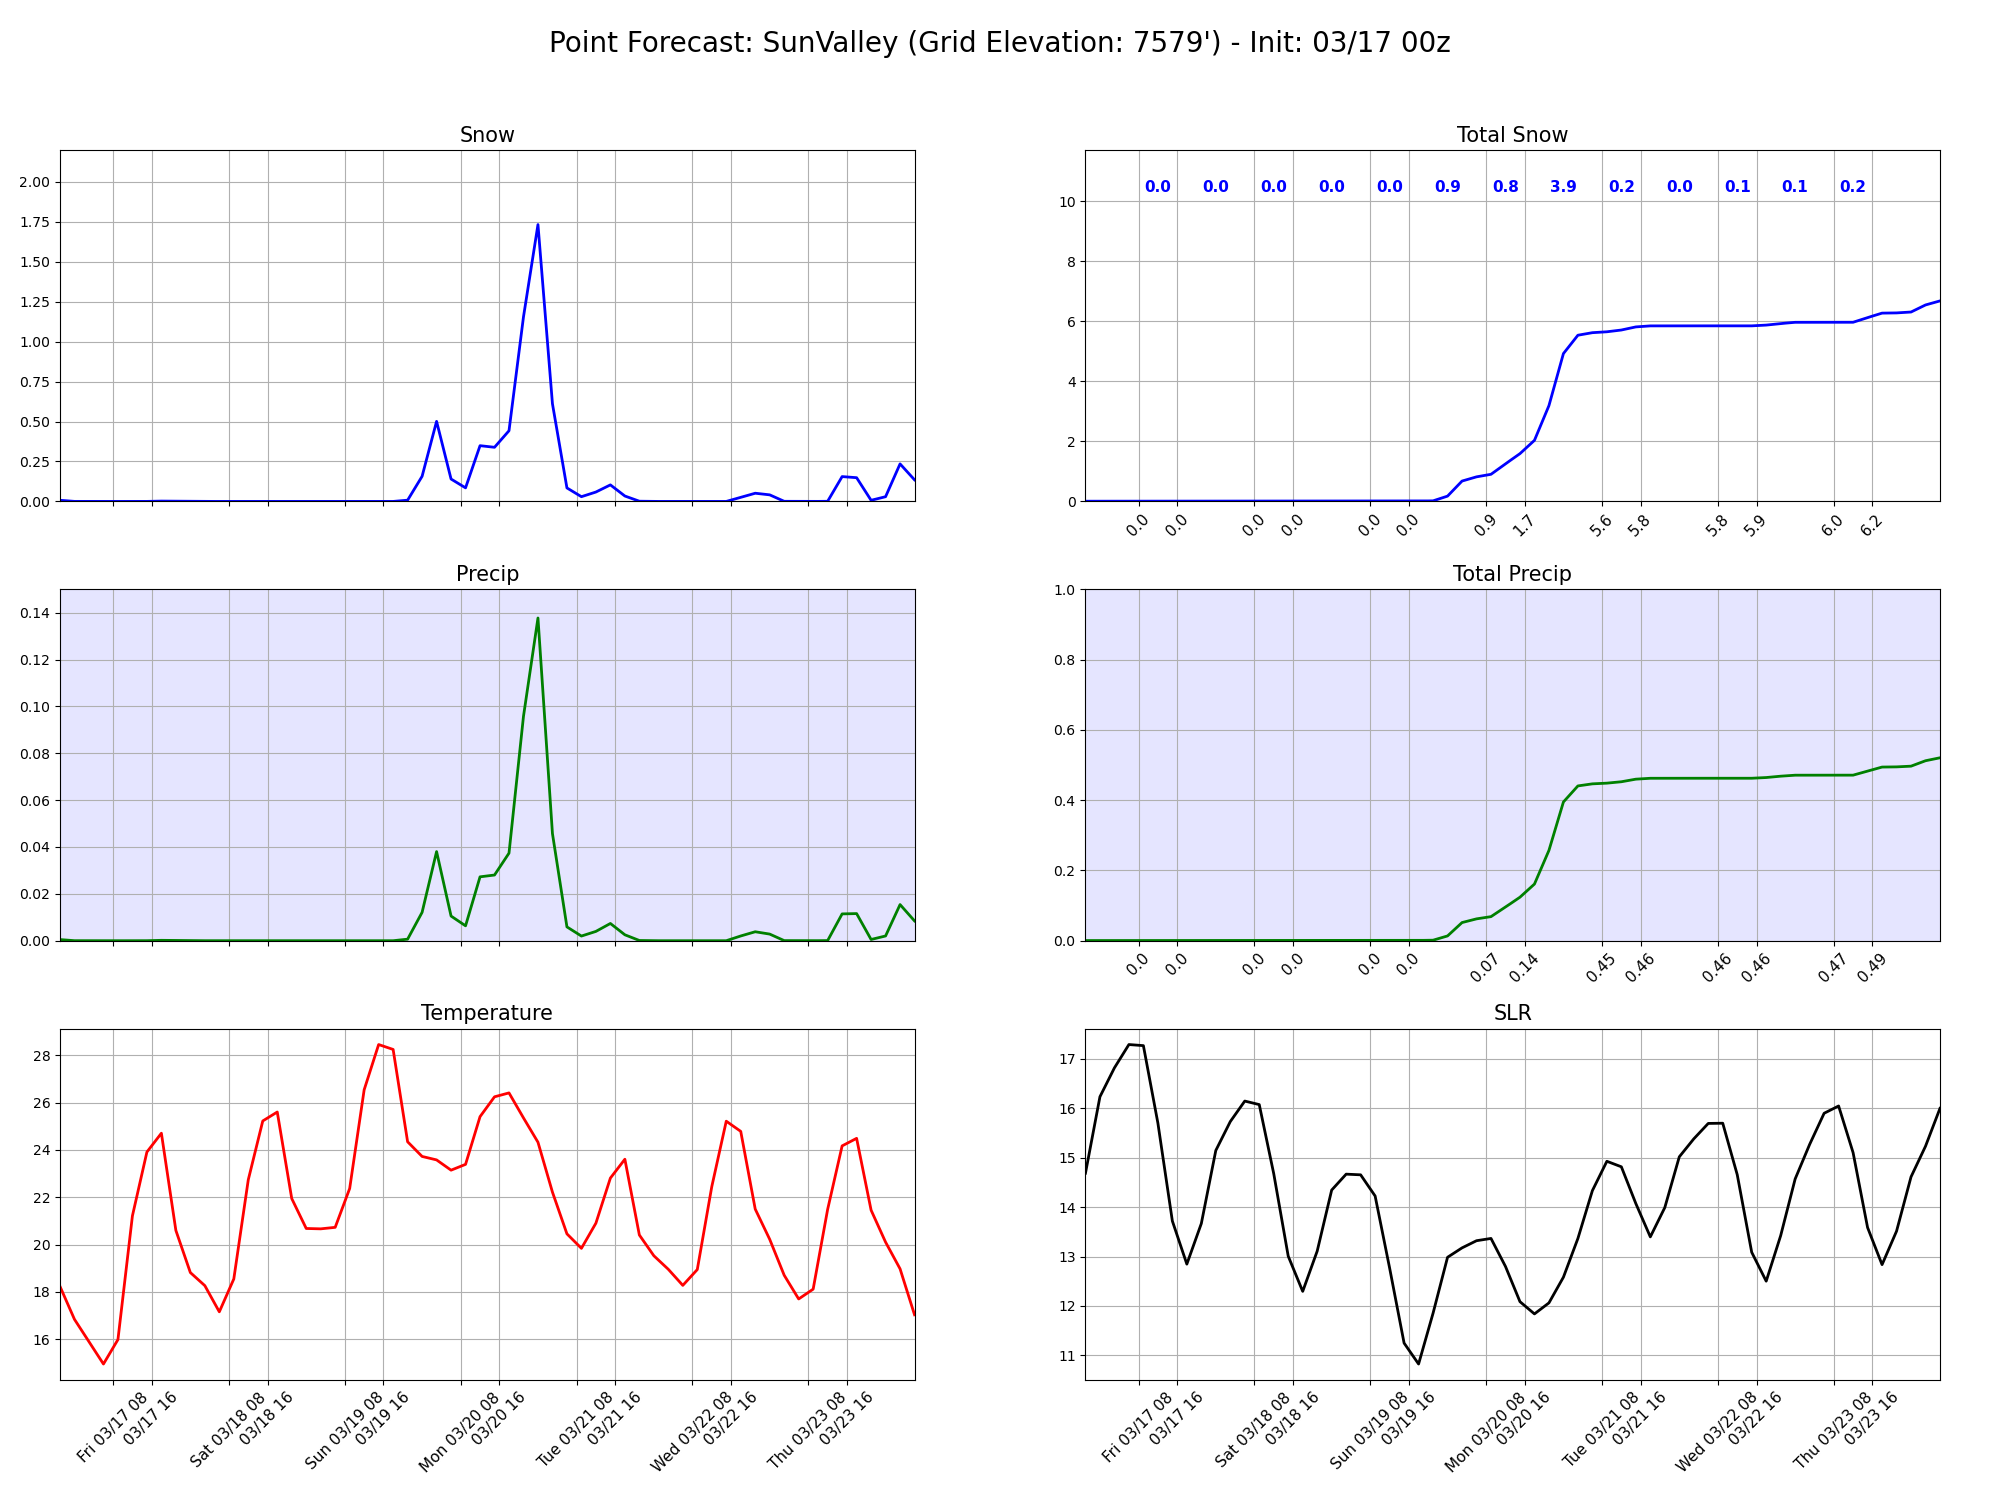 Point Forecast: SunValley (Grid Elevation: 7579') - Init: 03/17 00z
Snow
2.00
1.75
1.50
1.25
1.00
0.75
0.50
0.25
0.00
Total Snow
0.0 0.0 0.0 0.0 0.0 0.9 0.8 3.9 0.2 0.0 0.1 0.1 0.2
10
8
6
4
2
0
0.0 0.0 0.0 0.0 0.0 0.0 0.9 1.7 5.6 5.8 5.8 5.9 6.0 6.2
Precip
0.14
0.12
0.10
0.08
0.06
0.04
0.02
0.00
Total Precip
1.0
0.8
0.6
0.4
0.2
0.0
0.0 0.0 0.0 0.0 0.0 0.0 0.07 0.14 0.45 0.46 0.46 0.46 0.47 0.49
Temperature
28
26
24
22
20
18
16
Fri 03/17 08
03/17 16
Sat 03/18 08
03/18 16
Sun 03/19 08
03/19 16
Mon 03/20 08
03/20 16
Tue 03/21 08
03/21 16
Wed 03/22 08
03/22 16
Thu 03/23 08
03/23 16
SLR
17
16
15
14
13
12
11
Fri 03/17 08
03/17 16
Sat 03/18 08
03/18 16
Sun 03/19 08
03/19 16
Mon 03/20 08
03/20 16
Tue 03/21 08
03/21 16
Wed 03/22 08
03/22 16
Thu 03/23 08
03/23 16